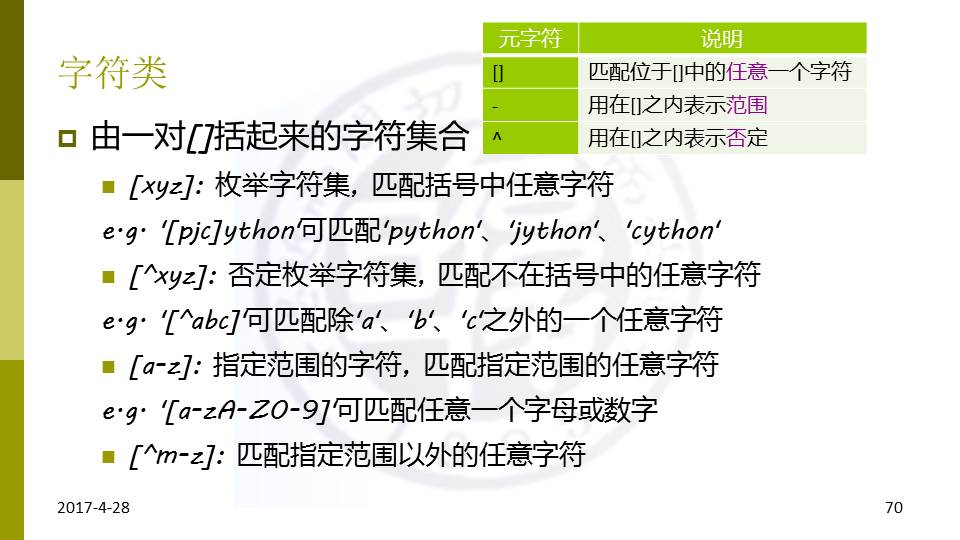 元字符 说明
字符类
[] 匹配位于[]中的任意一个字符
- 用在[]之内表示范围
^ 用在[]之内表示否定
由一对[]括起来的字符集合
[xyz]: 枚举字符集, 匹配括号中任意字符
e.g. '[pjc]ython'可匹配'python'、'jython'、'cython'
[^xyz]: 否定枚举字符集, 匹配不在括号中的任意字符
e.g. '[^abc]'可匹配除'a'、'b'、'c'之外的一个任意字符
[a-z]: 指定范围的字符, 匹配指定范围的任意字符
e.g. '[a-zA-Z0-9]'可匹配任意一个字母或数字
[^m-z]: 匹配指定范围以外的任意字符
2017-4-28 70